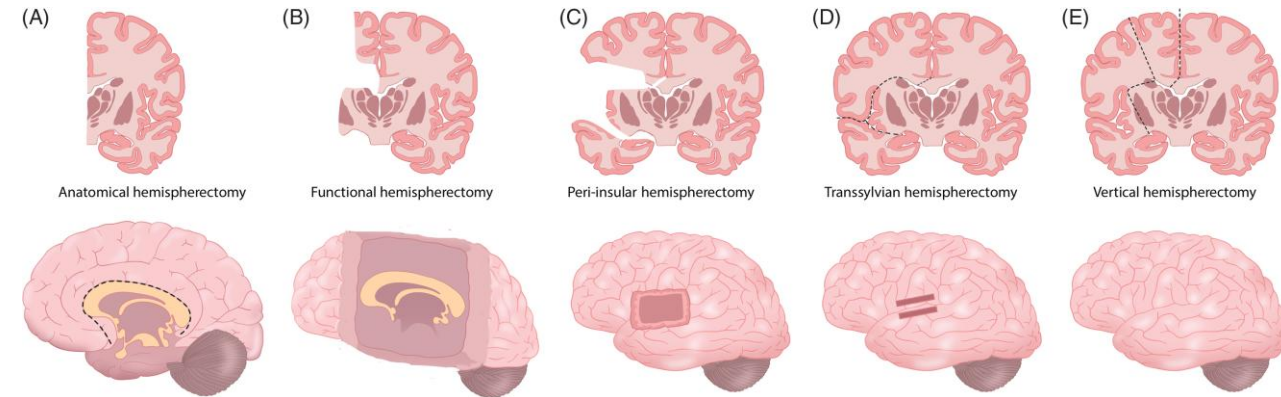 (A)
(B)
(C)
(D)
(E)
Anatomical hemispherectomy
Functional hemispherectomy
Peri-insular hemispherectomy
Transsylvian hemispherectomy
Vertical hemispherectomy